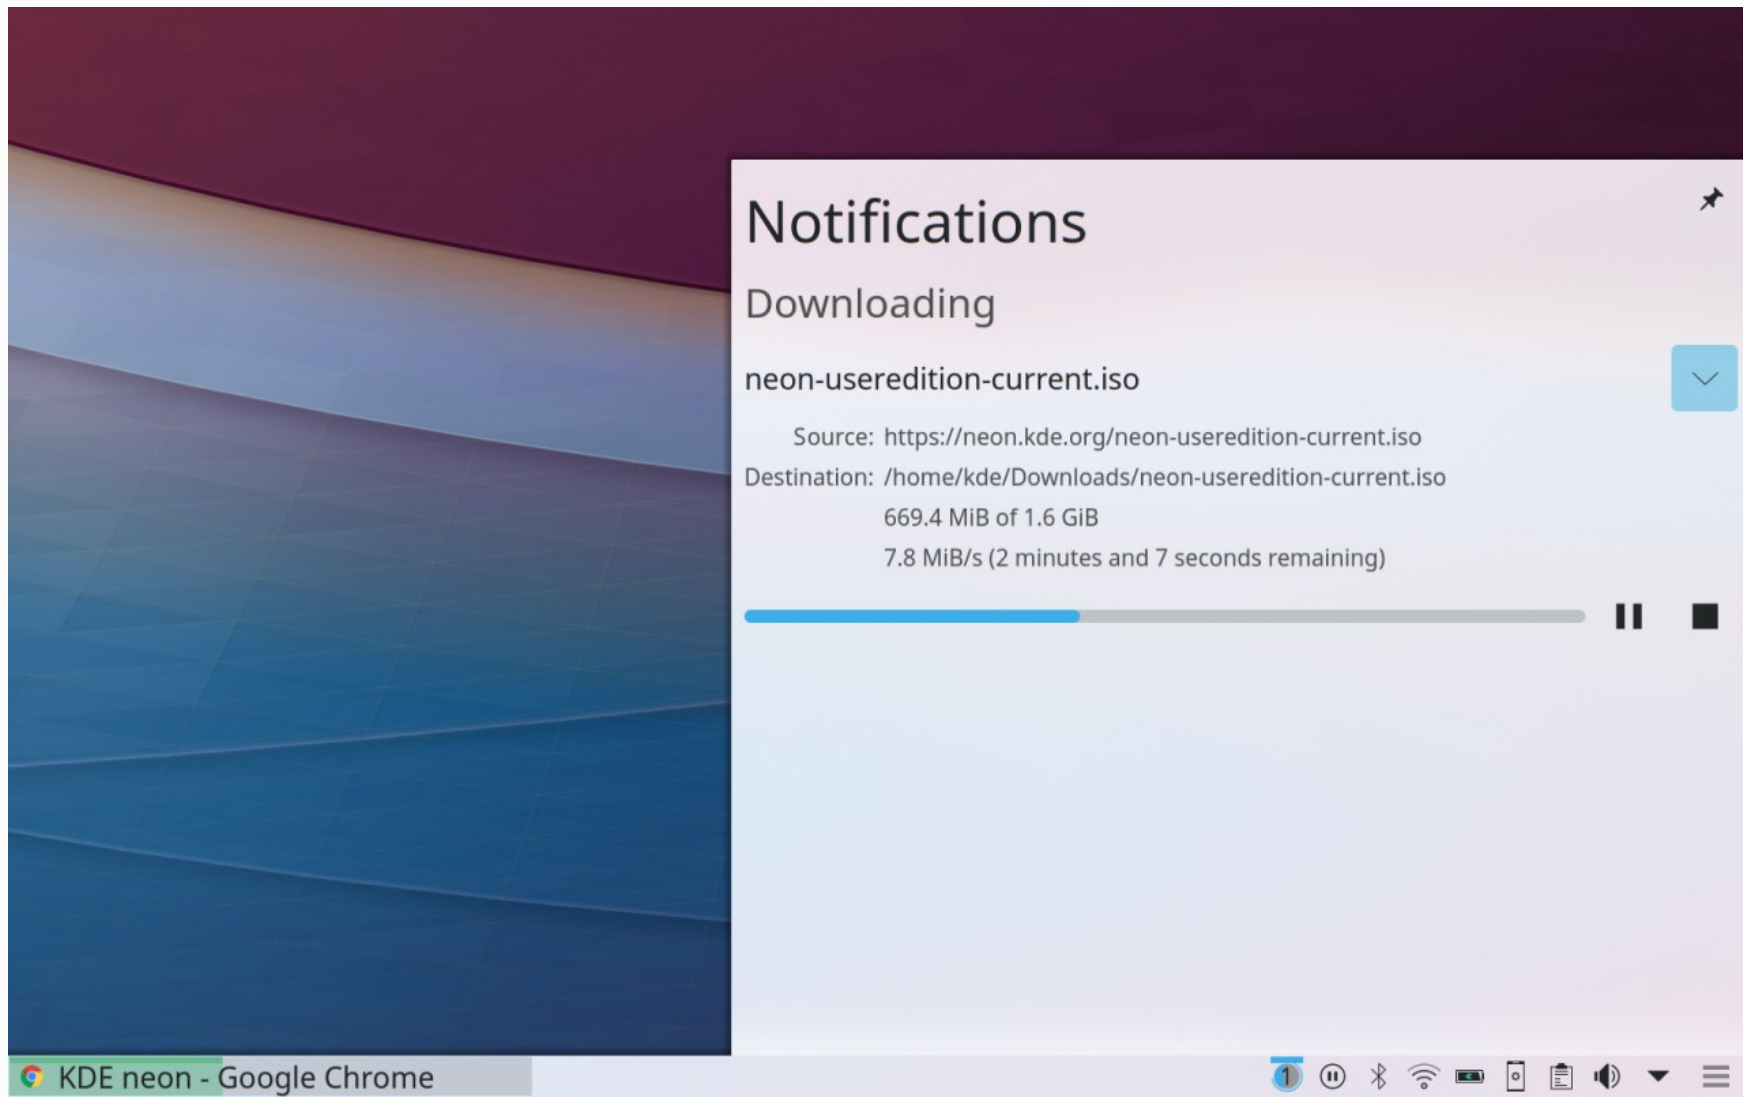 Notifications
Downloading
neon-useredition-current.iso
Source: https://neon.kde.org/neon-useredition-current.iso
Destination: /home/kde/Downloads/neon-useredition-current.iso
669.4 MiB of 1.6 GiB
7.8 MiB/s (2 minutes and 7 seconds remaining)
KDE neon - Google Chrome
1